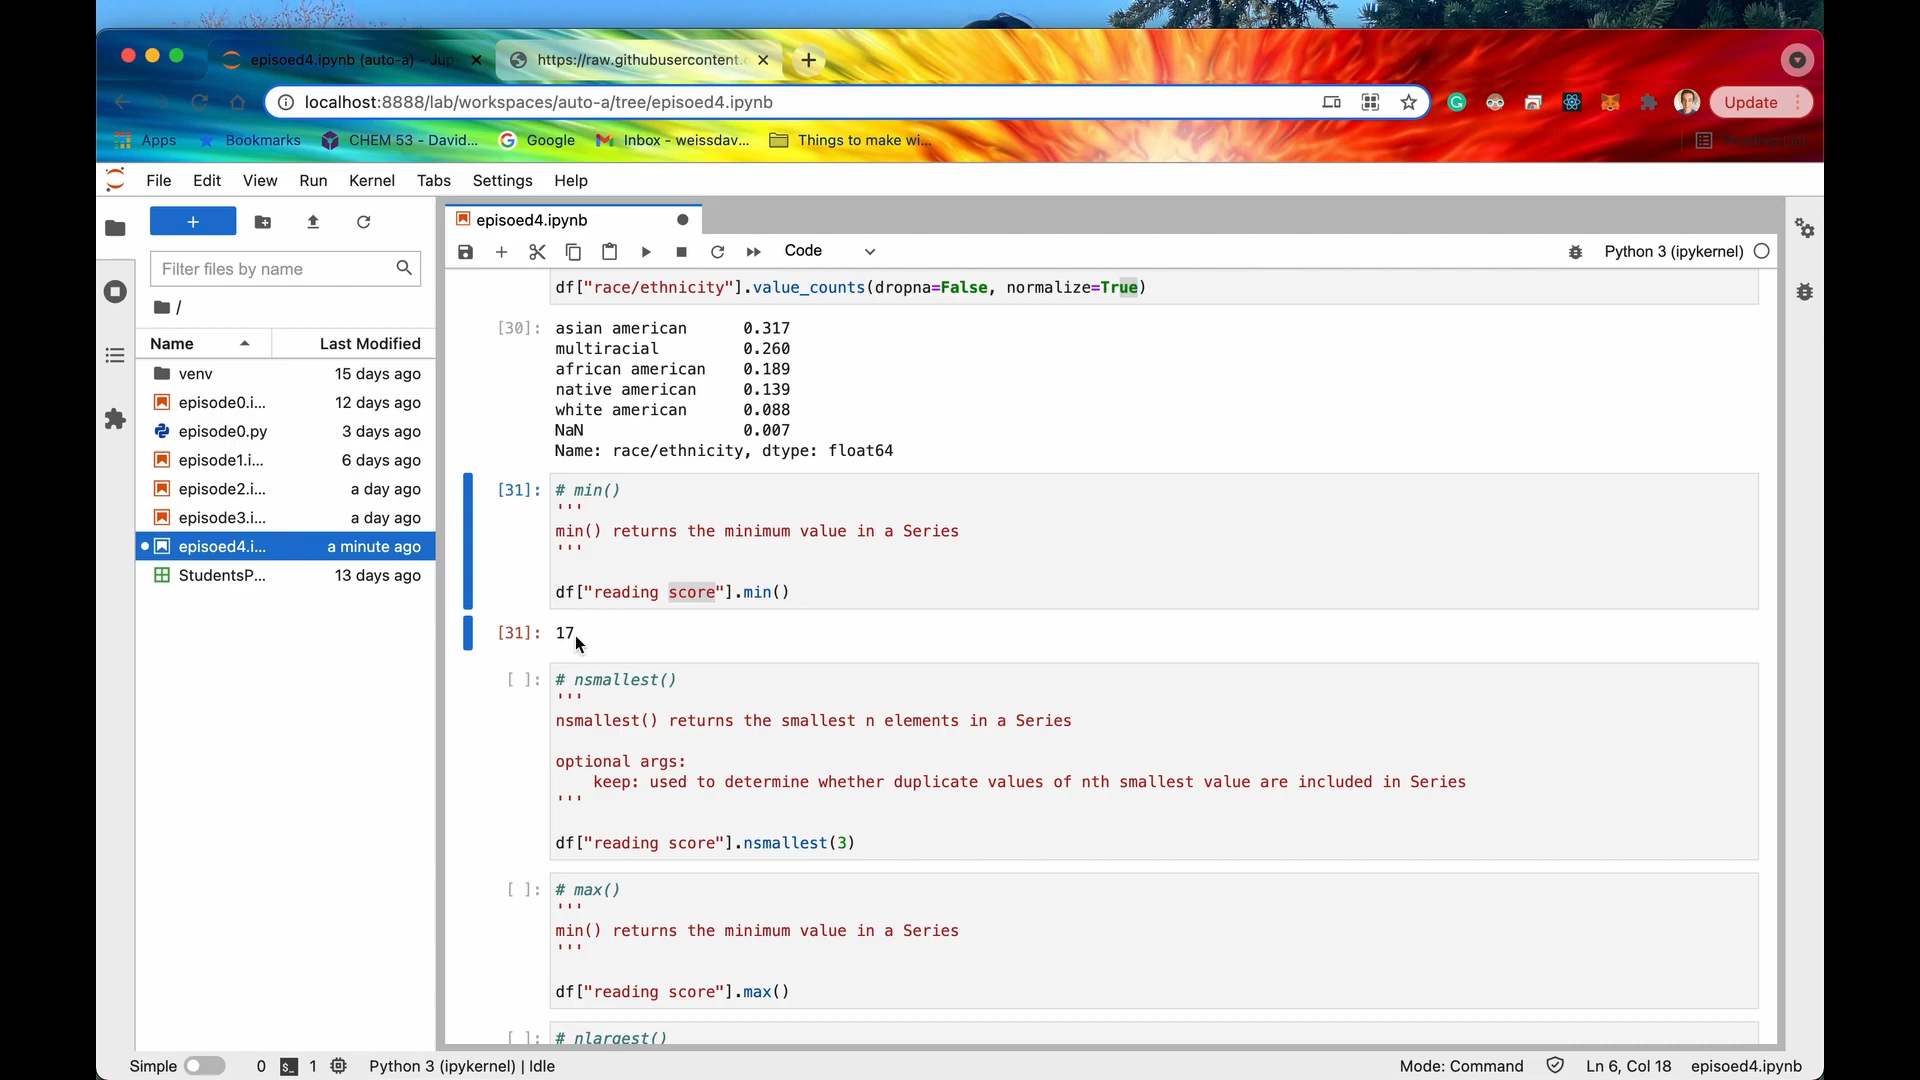 episoed4.ipynb (auto-a) - Jup
https://raw.githubusercontent.
localhost:8888/lab/workspaces/auto-a/tree/episoed4.ipynb
Update
Apps
Bookmarks
CHEM 53 - David...
Google
Inbox - weissdav...
Things to make wi...
File Edit View Run Kernel Tabs Settings Help
+
Filter files by name
/
Name Last Modified
venv 15 days ago
episode0.i... 12 days ago
episode0.py 3 days ago
episode1.i... 6 days ago
episode2.i... a day ago
episode3.i... a day ago
episoed4.i... a minute ago
StudentsP... 13 days ago
episoed4.ipynb
Code
Python 3 (ipykernel)
df["race/ethnicity"].value_counts(dropna=False, normalize=True)
[30]: asian american 0.317
multiracial 0.260
african american 0.189
native american 0.139
white american 0.088
NaN 0.007
Name: race/ethnicity, dtype: float64
[31]: # min()
'''
min() returns the minimum value in a Series
'''
df["reading score"].min()
[31]: 17
[ ]: # nsmallest()
'''
nsmallest() returns the smallest n elements in a Series
optional args:
keep: used to determine whether duplicate values of nth smallest value are included in Series
'''
df["reading score"].nsmallest(3)
[ ]: # max()
'''
min() returns the minimum value in a Series
'''
df["reading score"].max()
[ ]: # nlargest()
Simple 0 1 Python 3 (ipykernel) | Idle
Mode: Command Ln 6, Col 18 episoed4.ipynb